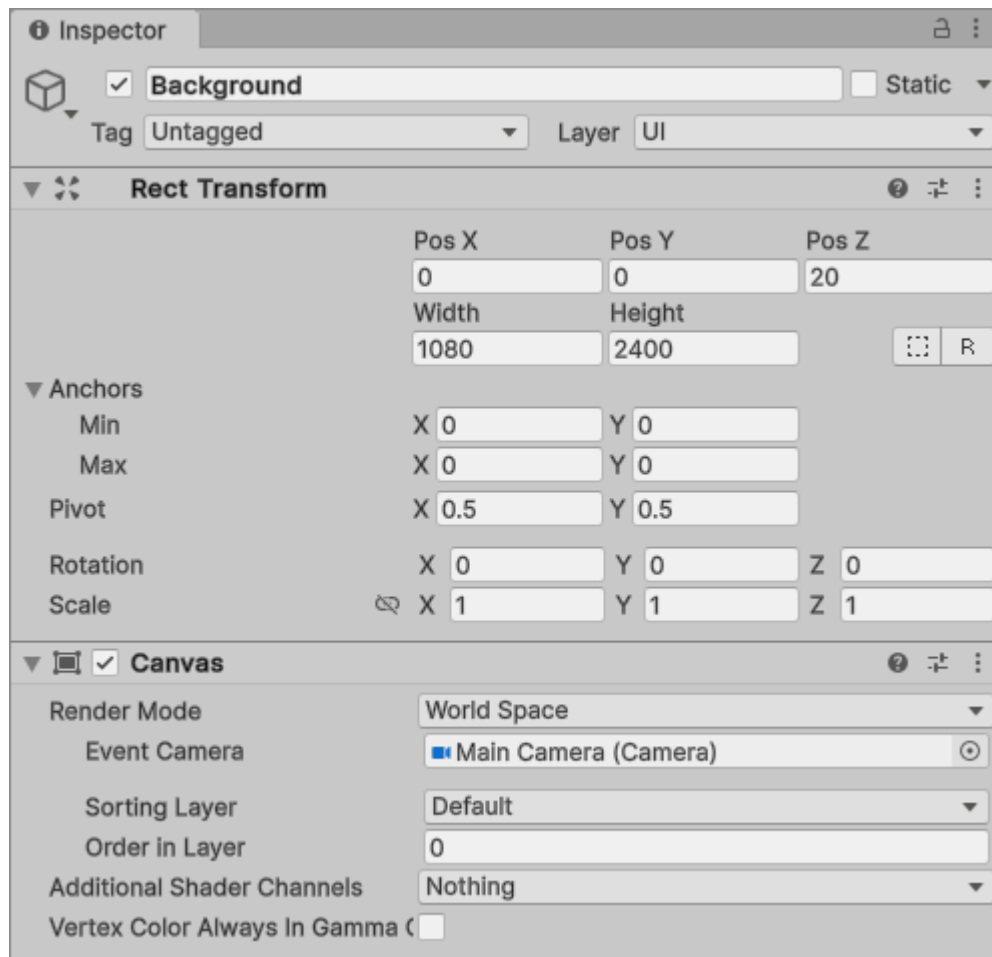 Inspector
Background
Static
Tag Untagged Layer UI
Rect Transform
Pos X Pos Y Pos Z
0 0 20
Width Height
1080 2400 R
Anchors
Min X 0 Y 0
Max X 0 Y 0
Pivot X 0.5 Y 0.5
Rotation X 0 Y 0 Z 0
Scale X 1 Y 1 Z 1
Canvas
Render Mode World Space
Event Camera Main Camera (Camera)
Sorting Layer Default
Order in Layer 0
Additional Shader Channels Nothing
Vertex Color Always In Gamma